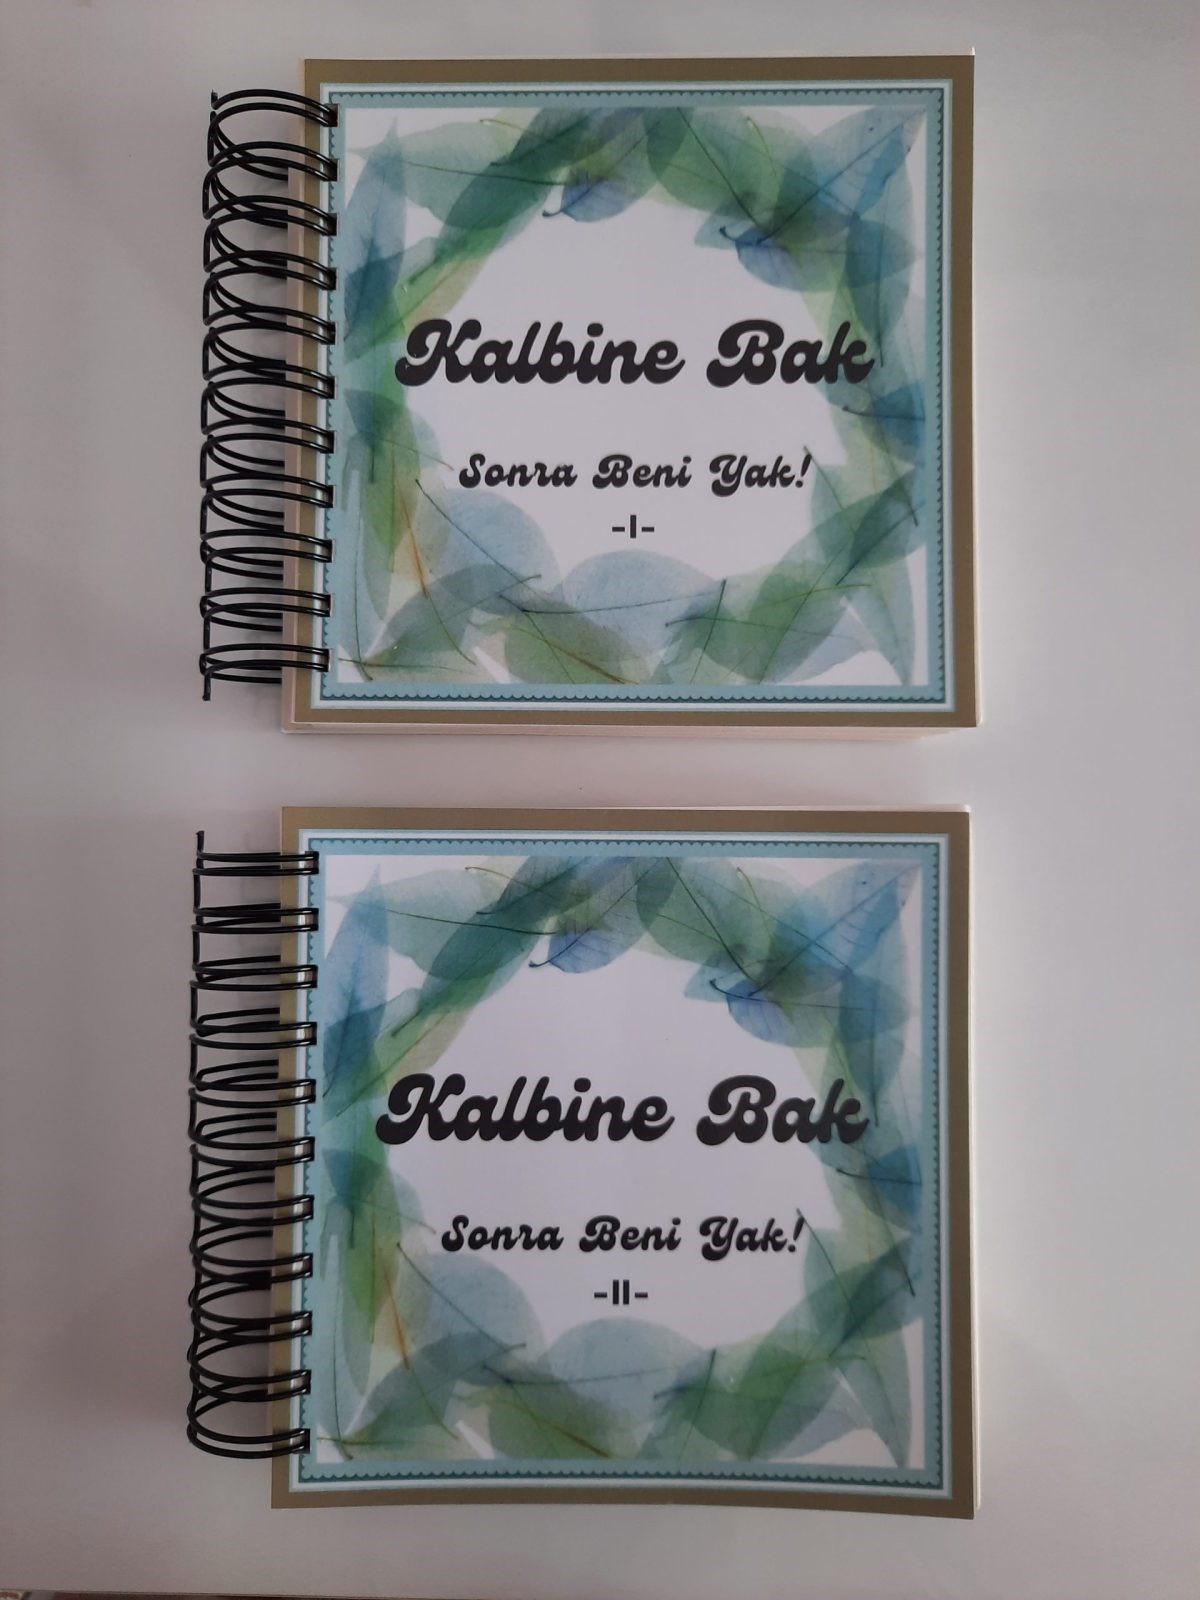 Kalbine Bak
Sonra Beni Yak!
-I-
Kalbine Bak
Sonra Beni Yak!
-II-